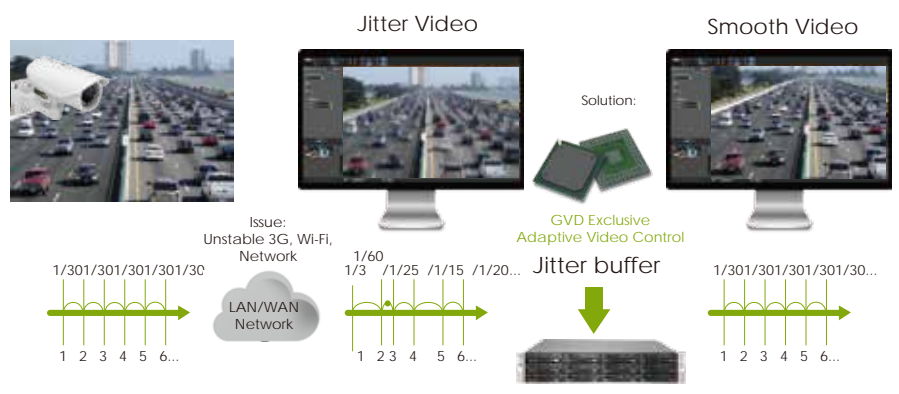 Jitter Video
Smooth Video
Solution:
GVD Exclusive
Adaptive Video Control
Jitter buffer
Issue:
Unstable 3G, Wi-Fi,
Network
LAN/WAN
Network
1/301/301/301/301/30
1 2 3 4 5 6...
1/60
1/3 /1/25 /1/15 /1/20...
1 2 3 4 5 6...
1/301/301/301/301/30...
1 2 3 4 5 6...